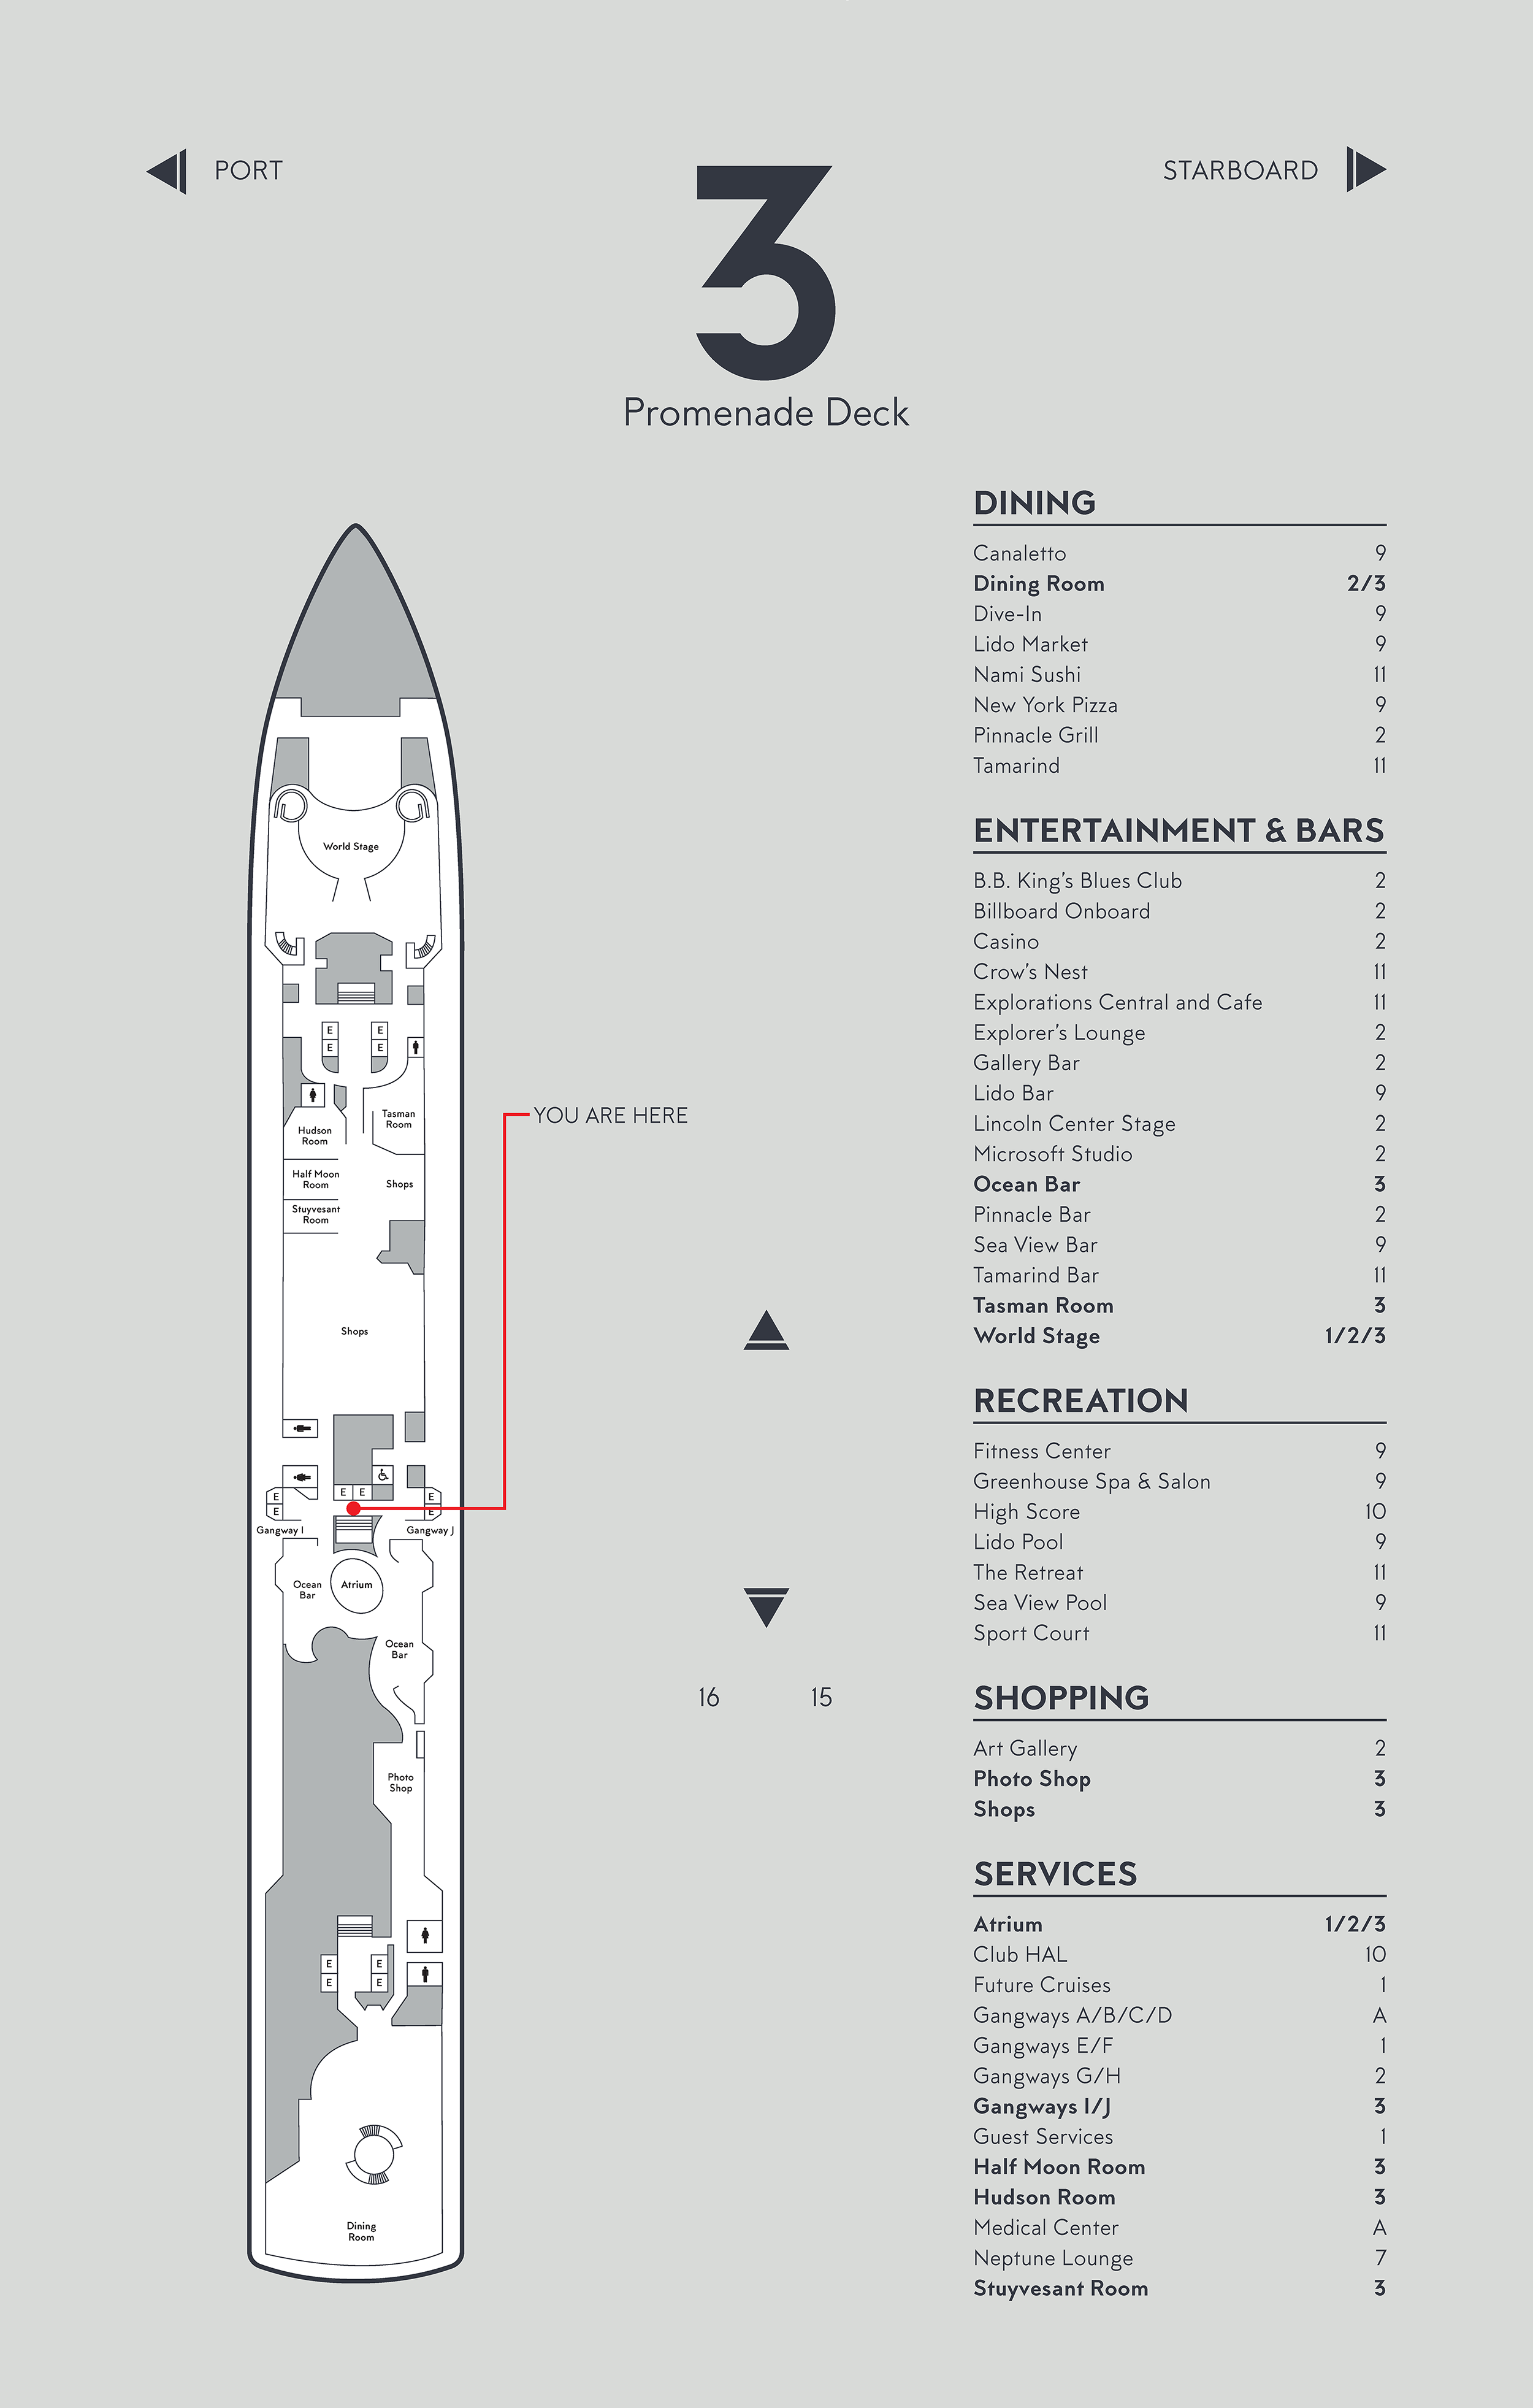 PORT
3
STARBOARD
Promenade Deck
World Stage
E
E
E
E
Tasman
Room
Hudson
Room
Half Moon
Room
Shops
Stuyvesant
Room
Shops
YOU ARE HERE
E E
E
E
E
E
Gangway I
Gangway J
Ocean
Bar
Atrium
Ocean
Bar
Photo
Shop
E
E
E
E
Dining
Room
16 15
DINING
Canaletto 9
Dining Room 2/3
Dive-In 9
Lido Market 9
Nami Sushi 11
New York Pizza 9
Pinnacle Grill 2
Tamarind 11
ENTERTAINMENT & BARS
B.B. King’s Blues Club 2
Billboard Onboard 2
Casino 2
Crow’s Nest 11
Explorations Central and Cafe 11
Explorer’s Lounge 2
Gallery Bar 2
Lido Bar 9
Lincoln Center Stage 2
Microsoft Studio 2
Ocean Bar 3
Pinnacle Bar 2
Sea View Bar 9
Tamarind Bar 11
Tasman Room 3
World Stage 1/2/3
RECREATION
Fitness Center 9
Greenhouse Spa & Salon 9
High Score 10
Lido Pool 9
The Retreat 11
Sea View Pool 9
Sport Court 11
SHOPPING
Art Gallery 2
Photo Shop 3
Shops 3
SERVICES
Atrium 1/2/3
Club HAL 10
Future Cruises 1
Gangways A/B/C/D A
Gangways E/F 1
Gangways G/H 2
Gangways I/J 3
Guest Services 1
Half Moon Room 3
Hudson Room 3
Medical Center A
Neptune Lounge 7
Stuyvesant Room 3